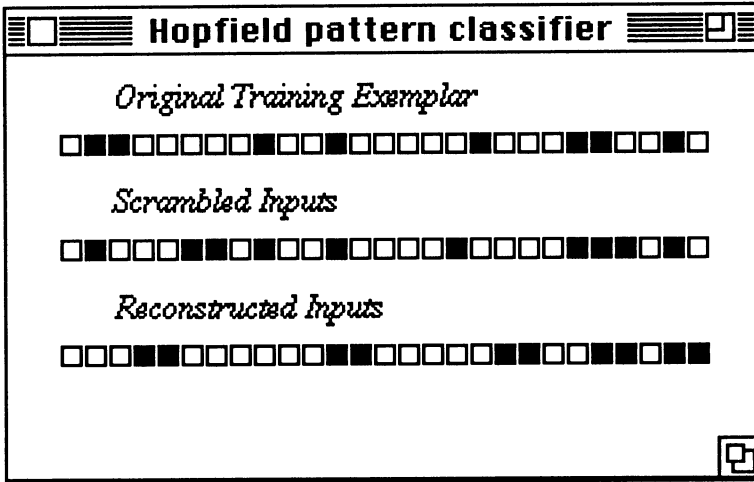 Hopfield pattern classifier
Original Training Exemplar
Scrambled Inputs
Reconstructed Inputs